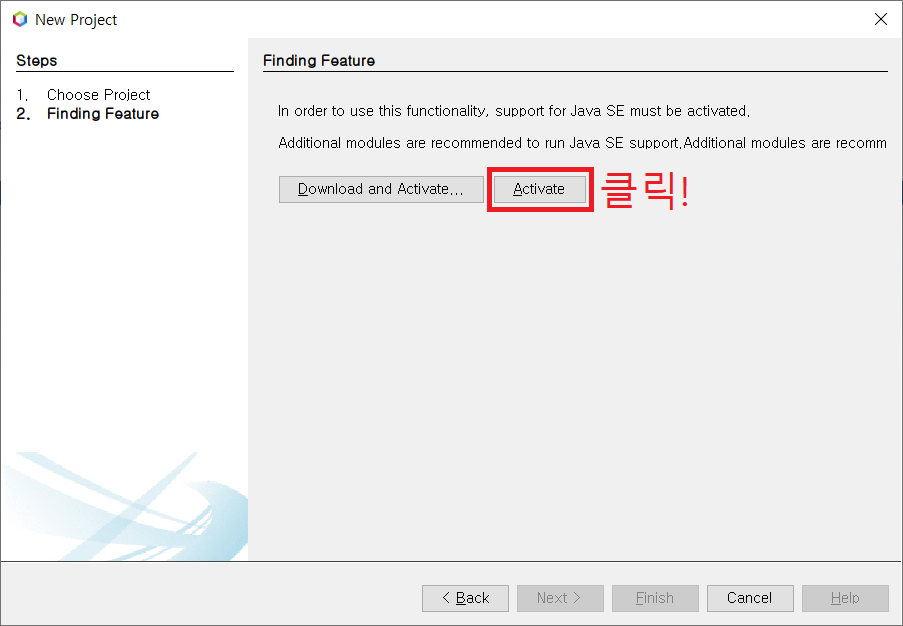 New Project
Steps
1. Choose Project
2. Finding Feature
Finding Feature
In order to use this functionality, support for Java SE must be activated.
Additional modules are recommended to run Java SE support.Additional modules are recomm
Download and Activate... Activate 클릭!
< Back Next > Finish Cancel Help